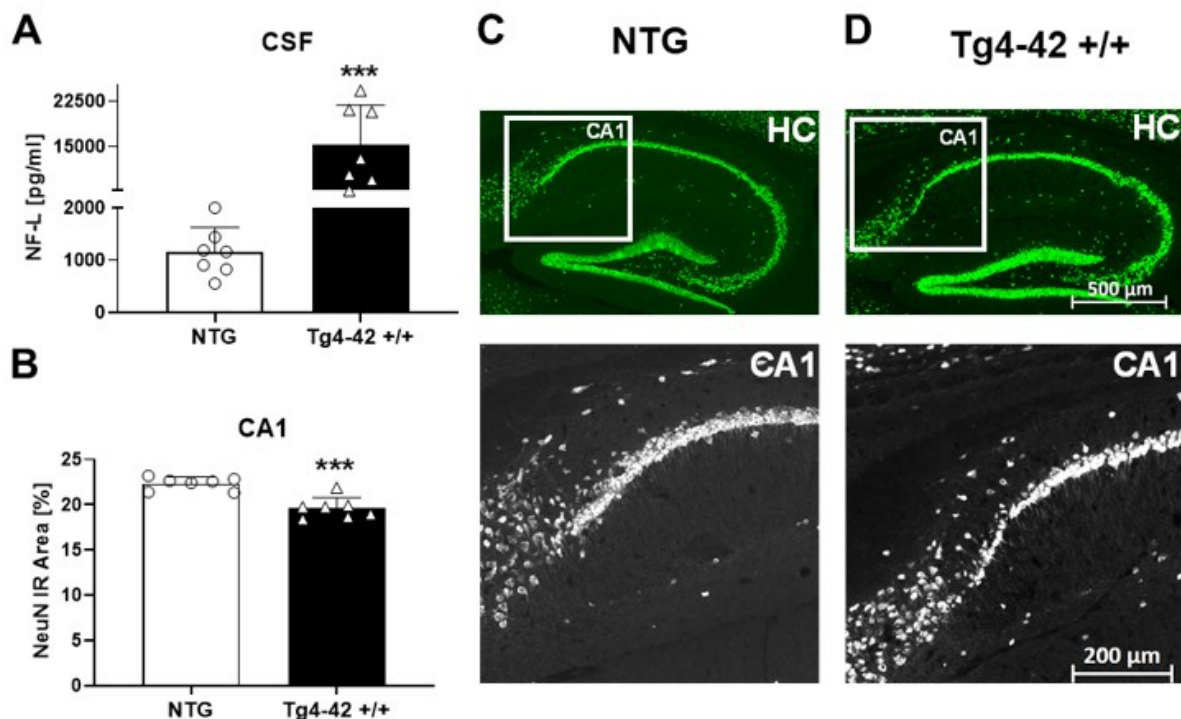 A
CSF
***
NF-L [pg/ml]
22500
15000
2000
1000
0
NTG
Tg4-42 +/+
B
CA1
***
NeuN IR Area [%]
25
20
15
10
5
0
NTG
Tg4-42 +/+
C
NTG
CA1
HC
CA1
D
Tg4-42 +/+
CA1
HC
500 µm
CA1
200 µm